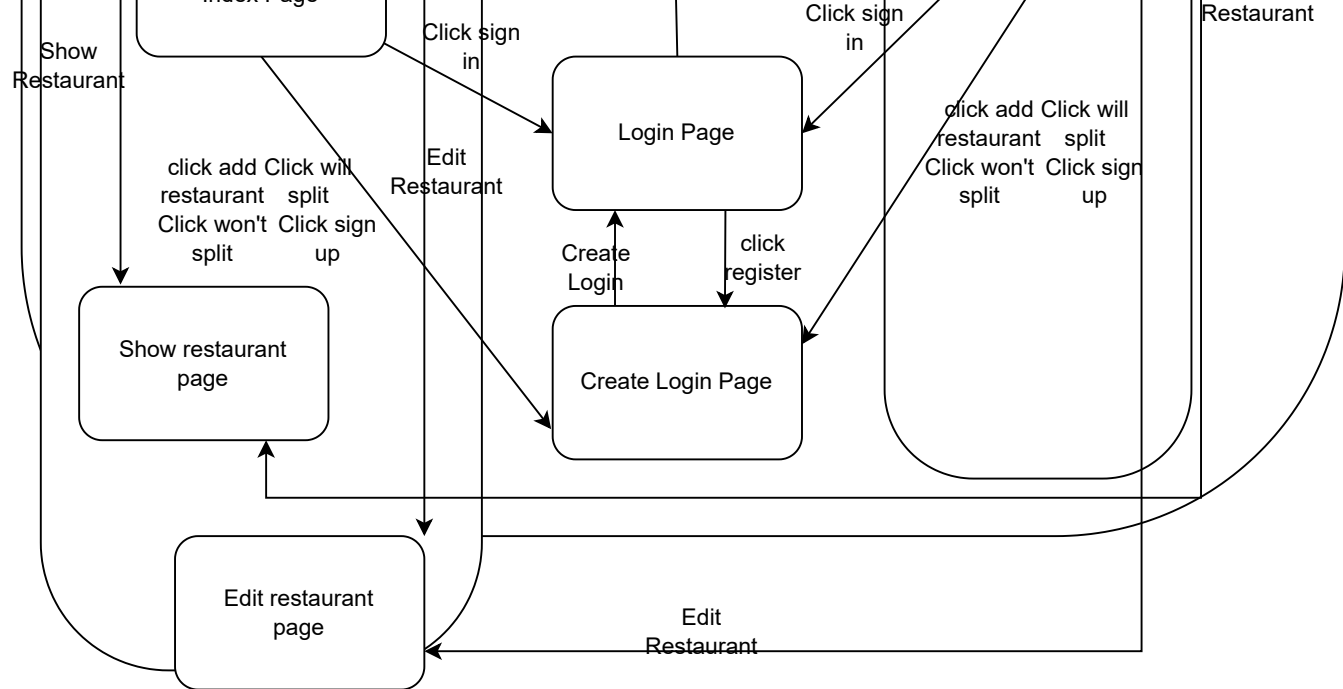 Index Page
Click sign
in
Click sign
in
Restaurant
Show
Restaurant
Login Page
click add Click will
restaurant split
Click won't Click sign
split up
Edit
Restaurant
click add Click will
restaurant split
Click won't Click sign
split up
Create
Login
click
register
Show restaurant
page
Create Login Page
Edit restaurant
page
Edit
Restaurant